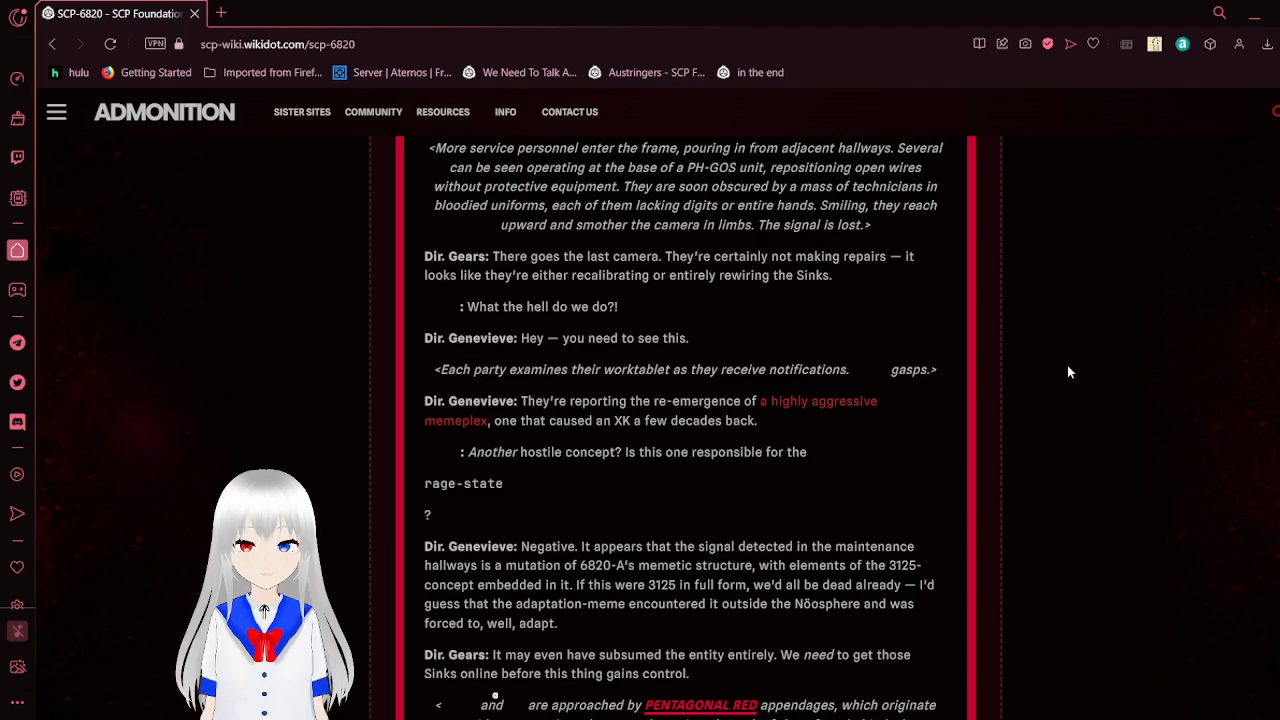 SCP-6820 - SCP Foundatio
scp-wiki.wikidot.com/scp-6820
VPN
hulu
Getting Started
Imported from Firef...
Server | Aternos | Fr...
We Need To Talk A...
Austringers - SCP F...
in the end
ADMONITION
SISTER SITES
COMMUNITY
RESOURCES
INFO
CONTACT US
<More service personnel enter the frame, pouring in from adjacent hallways. Several
can be seen operating at the base of a PH-GOS unit, repositioning open wires
without protective equipment. They are soon obscured by a mass of technicians in
bloodied uniforms, each of them lacking digits or entire hands. Smiling, they reach
upward and smother the camera in limbs. The signal is lost.>
Dir. Gears: There goes the last camera. They're certainly not making repairs — it
looks like they're either recalibrating or entirely rewiring the Sinks.
: What the hell do we do?!
Dir. Genevieve: Hey — you need to see this.
<Each party examines their worktablet as they receive notifications. gasps.>
Dir. Genevieve: They're reporting the re-emergence of a highly aggressive
memeplex, one that caused an XK a few decades back.
: Another hostile concept? Is this one responsible for the
rage-state
?
Dir. Genevieve: Negative. It appears that the signal detected in the maintenance
hallways is a mutation of 6820-A's memetic structure, with elements of the 3125-
concept embedded in it. If this were 3125 in full form, we'd all be dead already — I'd
guess that the adaptation-meme encountered it outside the Nöosphere and was
forced to, well, adapt.
Dir. Gears: It may even have subsumed the entity entirely. We need to get those
Sinks online before this thing gains control.
< and are approached by PENTAGONAL RED appendages, which originate